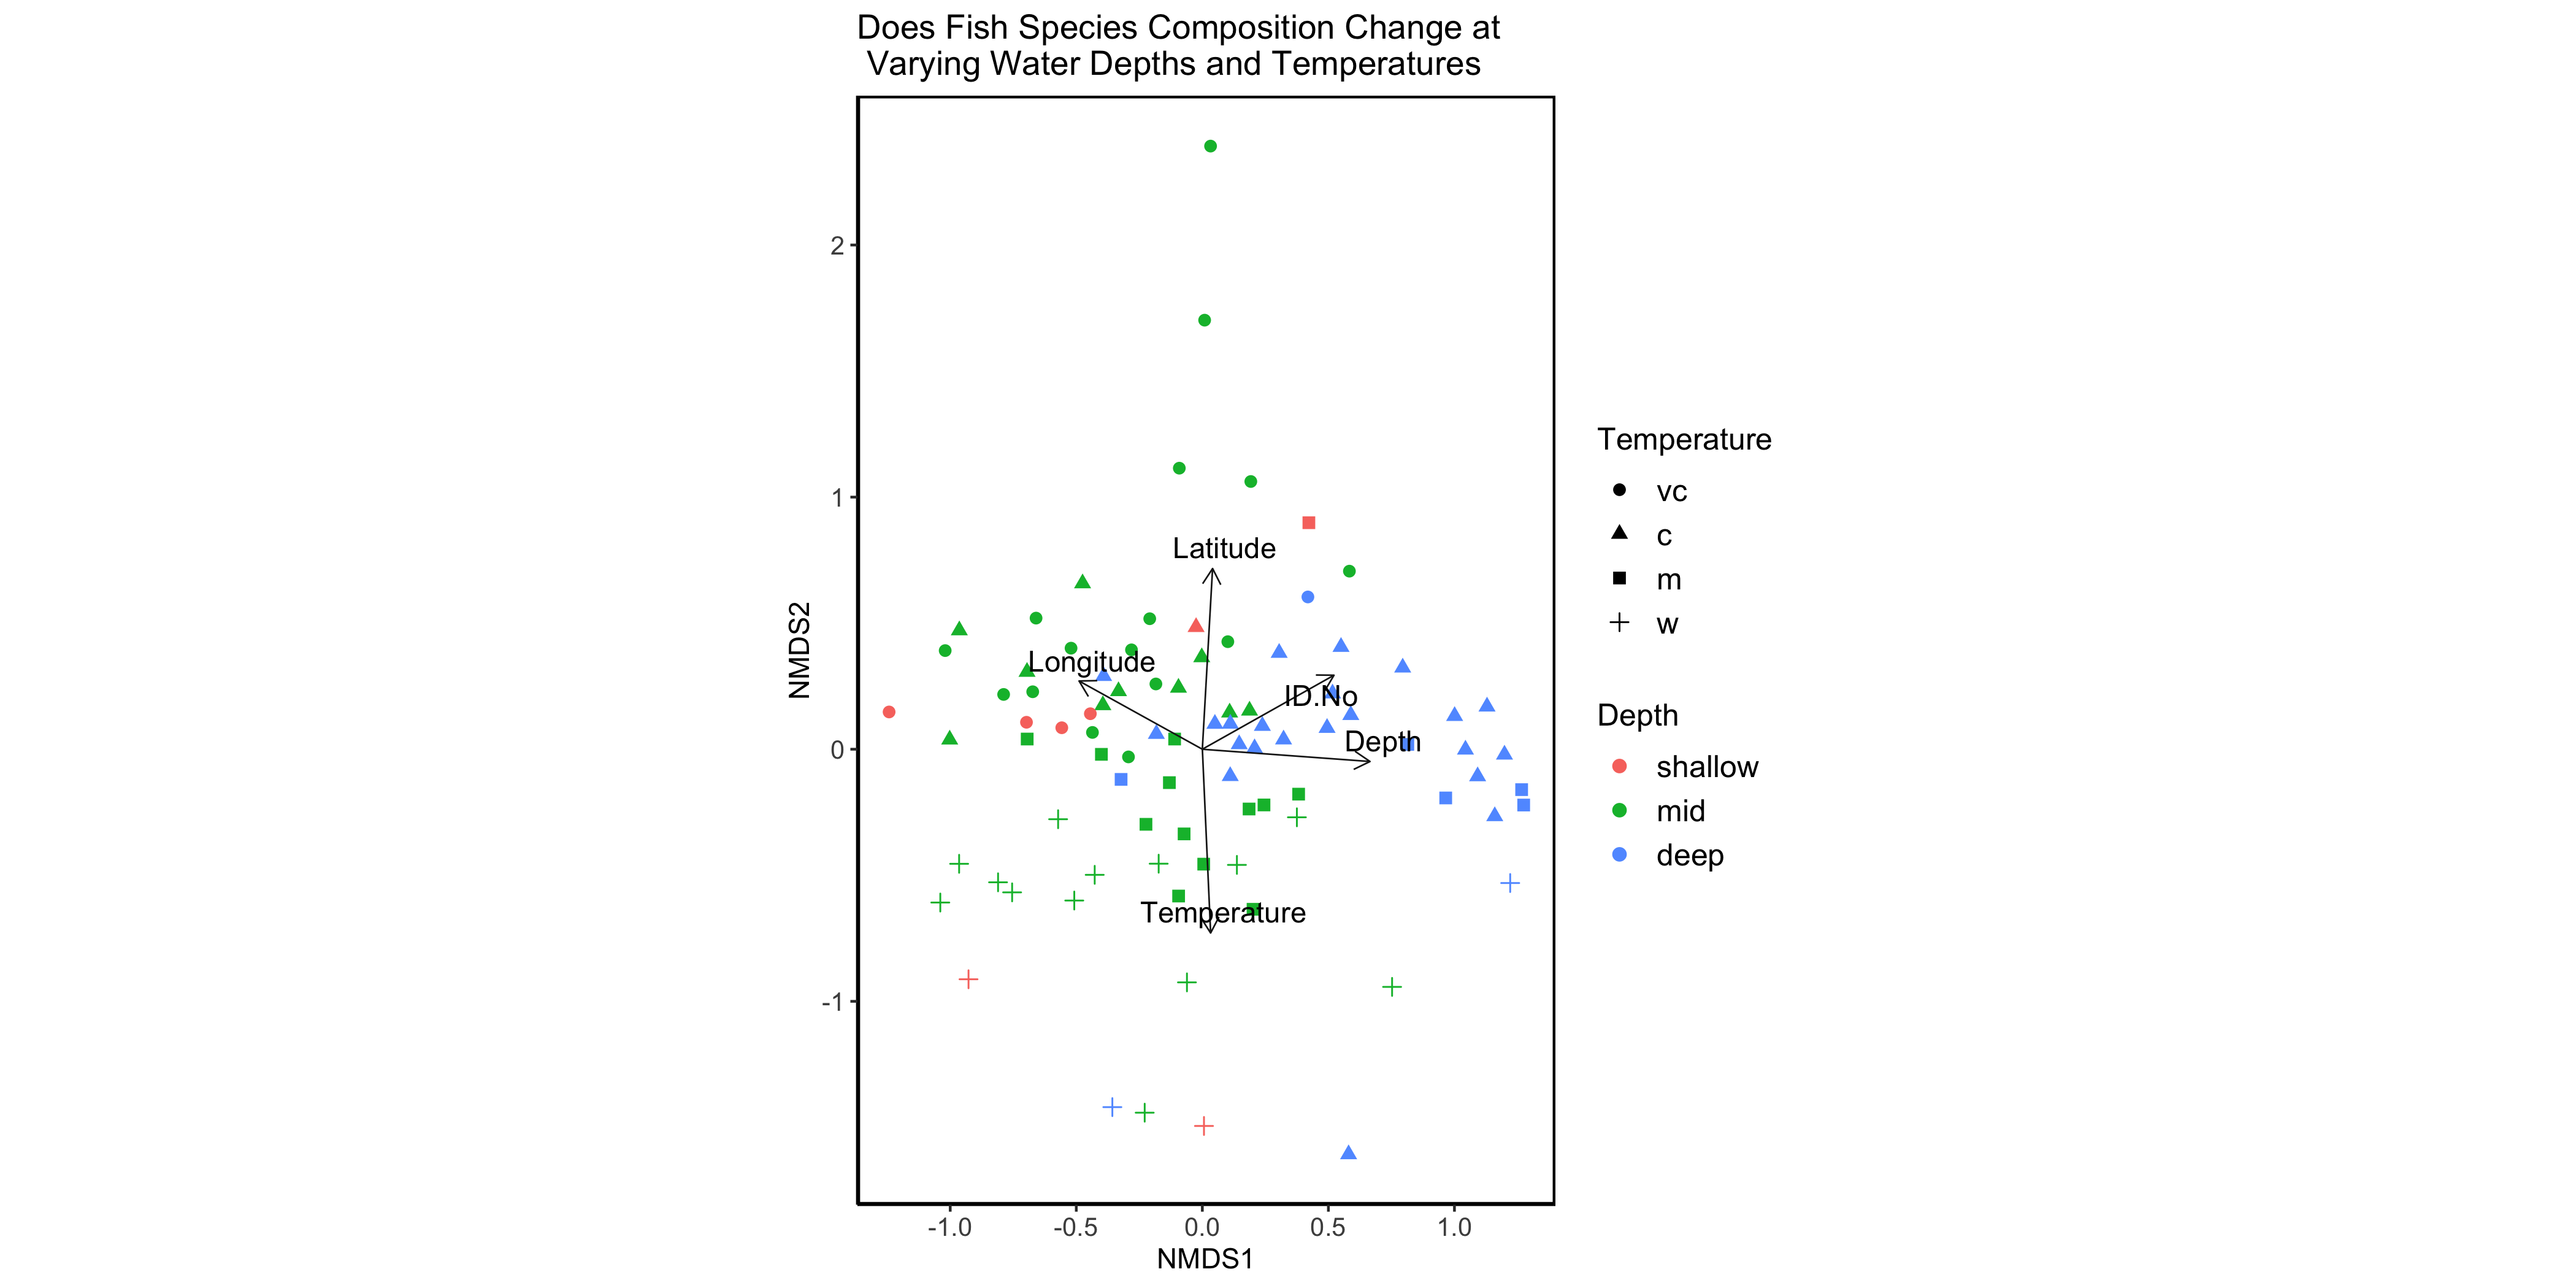 Does Fish Species Composition Change at
Varying Water Depths and Temperatures
2
1
0
-1
NMDS2
Latitude
Longitude
ID.No
Depth
Temperature
-1.0 -0.5 0.0 0.5 1.0
NMDS1
Temperature
vc
c
m
w
Depth
shallow
mid
deep